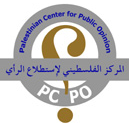 Palestinian Center for Public Opinion
المركز الفلسطيني لإستطلاع الرأي
PC PO